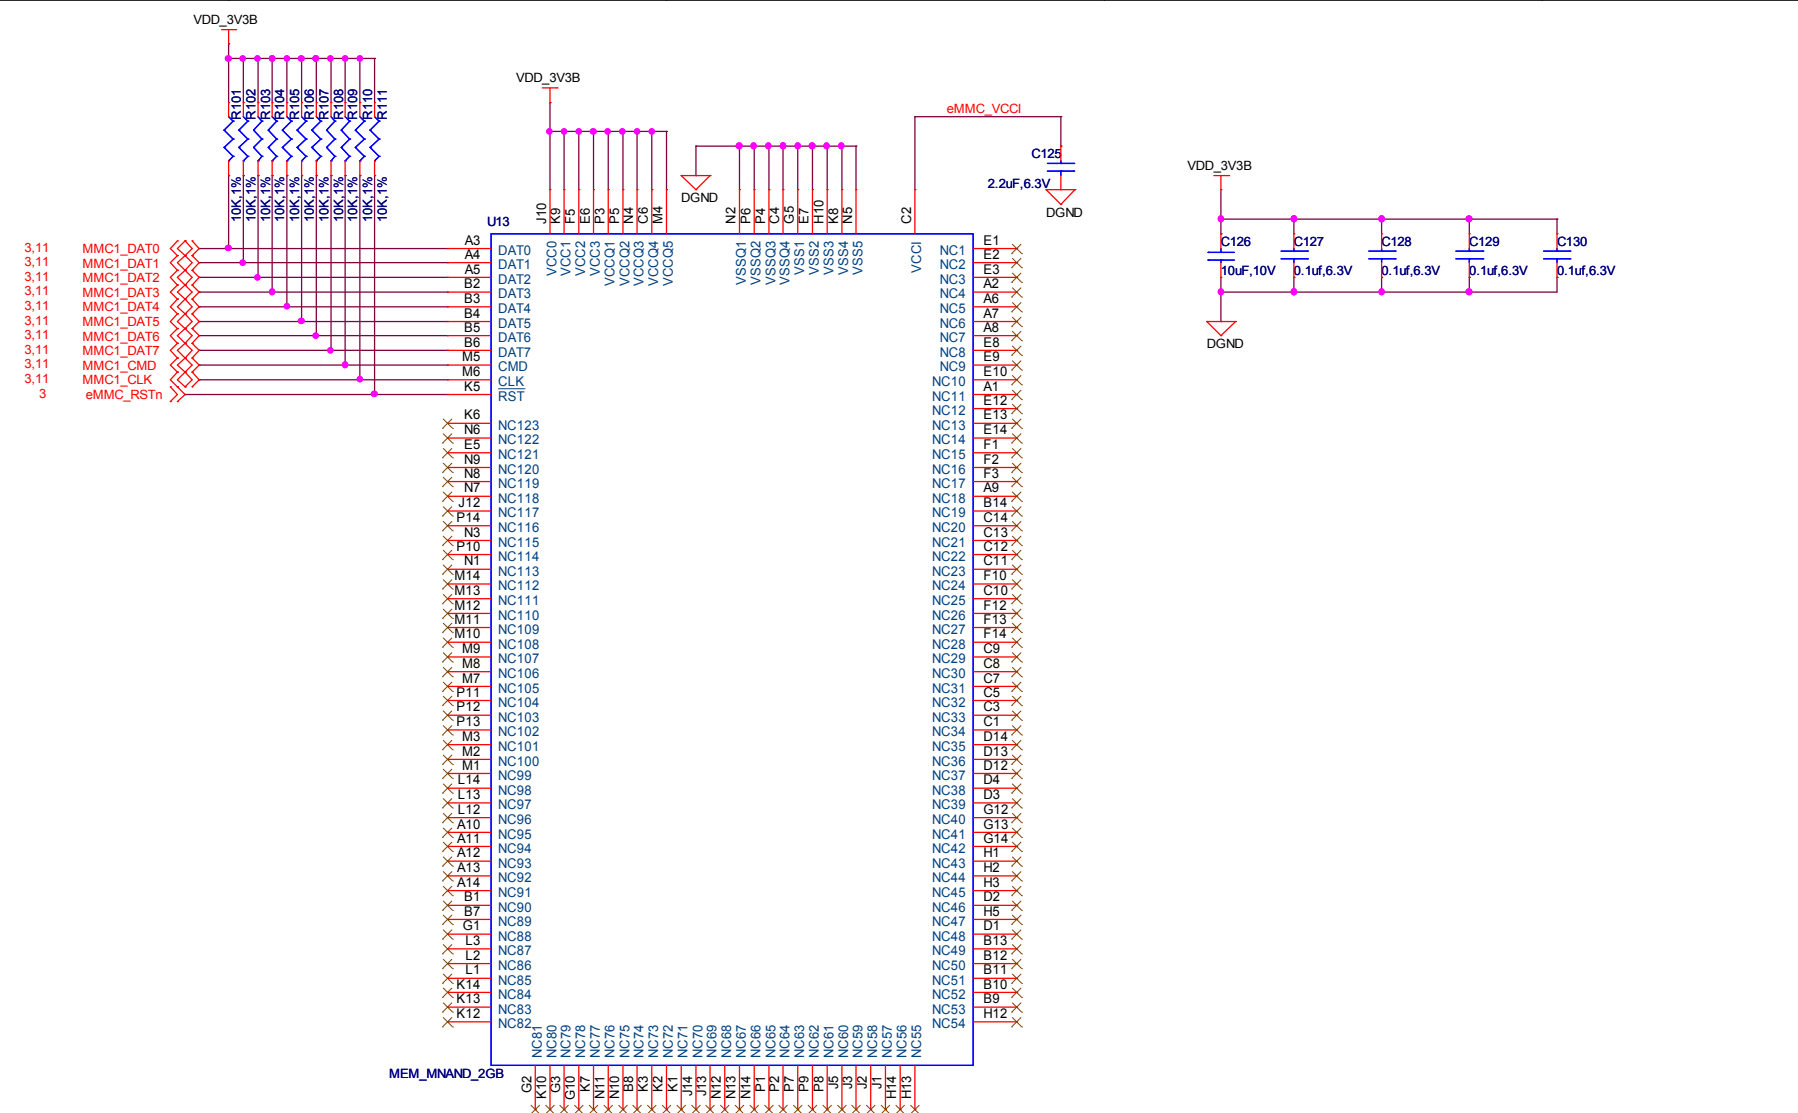 VDD_3V3B
R101
R102
R103
R104
R105
R106
R107
R108
R109
R110
R111
10K,1%
10K,1%
10K,1%
10K,1%
10K,1%
10K,1%
10K,1%
10K,1%
10K,1%
10K,1%
10K,1%
VDD_3V3B
DGND
eMMC_VCCI
C125
2.2uF,6.3V
DGND
VDD_3V3B
C126
10uF,10V
C127
0.1uf,6.3V
C128
0.1uf,6.3V
C129
0.1uf,6.3V
C130
0.1uf,6.3V
DGND
U13
J10 VCC0
K9 VCC1
F5 VCC2
E6 VCC3
P3 VCCQ1
P5 VCCQ2
N4 VCCQ3
C6 VCCQ4
M4 VCCQ5
N2 VSSQ1
P6 VSSQ2
P4 VSSQ3
C4 VSSQ4
G5 VSS1
E7 VSS2
H10 VSS3
K8 VSS4
N5 VSS5
C2 VCCI
3,11 MMC1_DAT0 A3 DAT0
3,11 MMC1_DAT1 A4 DAT1
3,11 MMC1_DAT2 A5 DAT2
3,11 MMC1_DAT3 B2 DAT3
3,11 MMC1_DAT4 B3 DAT4
3,11 MMC1_DAT5 B4 DAT5
3,11 MMC1_DAT6 B5 DAT6
3,11 MMC1_DAT7 B6 DAT7
3,11 MMC1_CMD M5 CMD
3,11 MMC1_CLK M6 CLK
3 eMMC_RSTn K5 RST
K6 NC123
N6 NC122
E5 NC121
N9 NC120
N8 NC119
N7 NC118
J12 NC117
P14 NC116
N3 NC115
P10 NC114
N1 NC113
M14 NC112
M13 NC111
M12 NC110
M11 NC109
M10 NC108
M9 NC107
M8 NC106
M7 NC105
P11 NC104
P12 NC103
P13 NC102
M3 NC101
M2 NC100
M1 NC99
L14 NC98
L13 NC97
L12 NC96
A10 NC95
A11 NC94
A12 NC93
A13 NC92
A14 NC91
B1 NC90
B7 NC89
G1 NC88
L3 NC87
L2 NC86
L1 NC85
K14 NC84
K13 NC83
K12 NC82
NC1 E1
NC2 E2
NC3 E3
NC4 A2
NC5 A6
NC6 A7
NC7 A8
NC8 E8
NC9 E9
NC10 E10
NC11 A1
NC12 E12
NC13 E13
NC14 E14
NC15 F1
NC16 F2
NC17 F3
NC18 A9
NC19 B14
NC20 C14
NC21 C13
NC22 C12
NC23 C11
NC24 F10
NC25 C10
NC26 F12
NC27 F13
NC28 F14
NC29 C9
NC30 C8
NC31 C7
NC32 C5
NC33 C3
NC34 C1
NC35 D14
NC36 D13
NC37 D12
NC38 D4
NC39 D3
NC40 G12
NC41 G13
NC42 G14
NC43 H1
NC44 H2
NC45 H3
NC46 D2
NC47 H5
NC48 D1
NC49 B13
NC50 B12
NC51 B11
NC52 B10
NC53 B9
NC54 H12
NC81 G2
NC80 K10
NC79 G3
NC78 G10
NC77 K7
NC76 N11
NC75 N10
NC74 B8
NC73 K3
NC72 K2
NC71 K1
NC70 J14
NC69 J13
NC68 N12
NC67 N13
NC66 N14
NC65 P1
NC64 P2
NC63 P7
NC62 P9
NC61 P8
NC60 J5
NC59 J3
NC58 J2
NC57 J1
NC56 H14
NC55 H13
MEM_MNAND_2GB